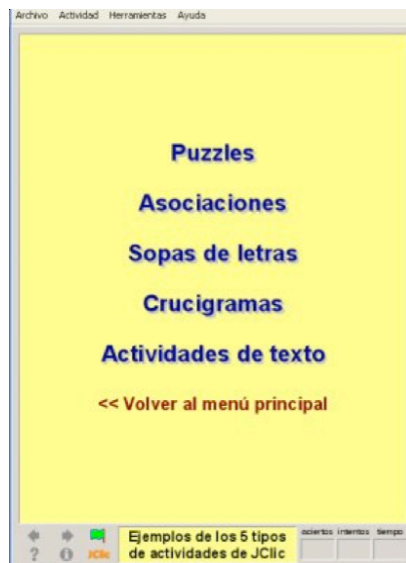 Archivo Actividad Herramientas Ayuda
Puzzles
Asociaciones
Sopas de letras
Crucigramas
Actividades de texto
<< Volver al menú principal
Ejemplos de los 5 tipos
de actividades de JClic
aciertos intentos tiempo
? i JClic